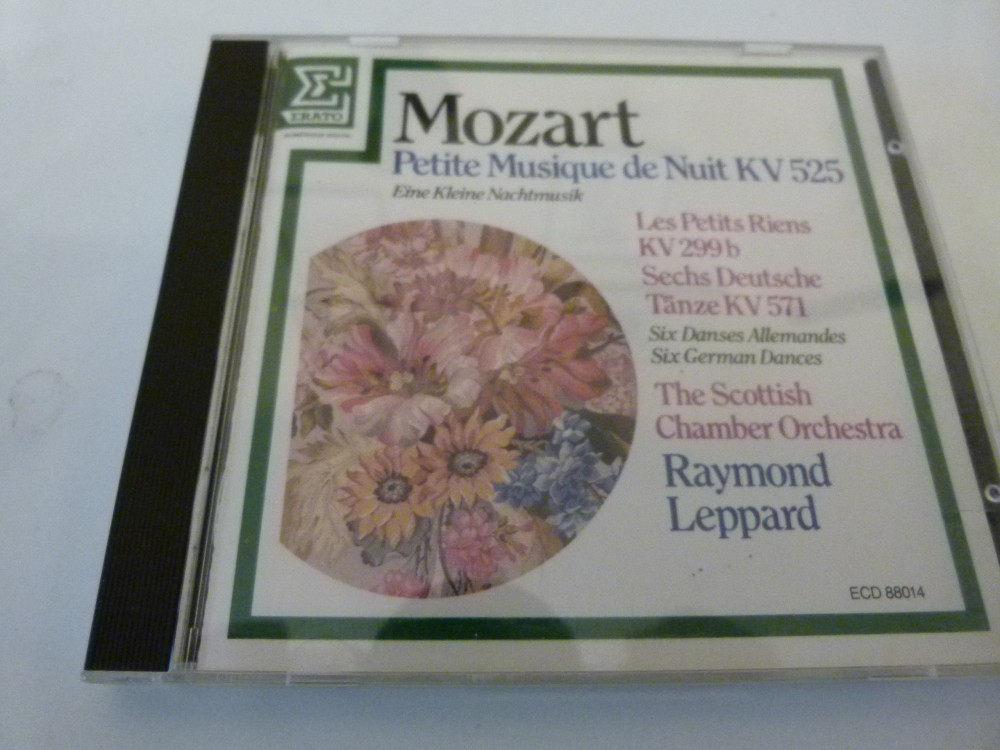 ERATO
Mozart
Petite Musique de Nuit KV 525
Eine Kleine Nachtmusik
Les Petits Riens
KV 299b
Sechs Deutsche
Tänze KV 571
Six Danses Allemandes
Six German Dances
The Scottish
Chamber Orchestra
Raymond
Leppard
ECD 88014